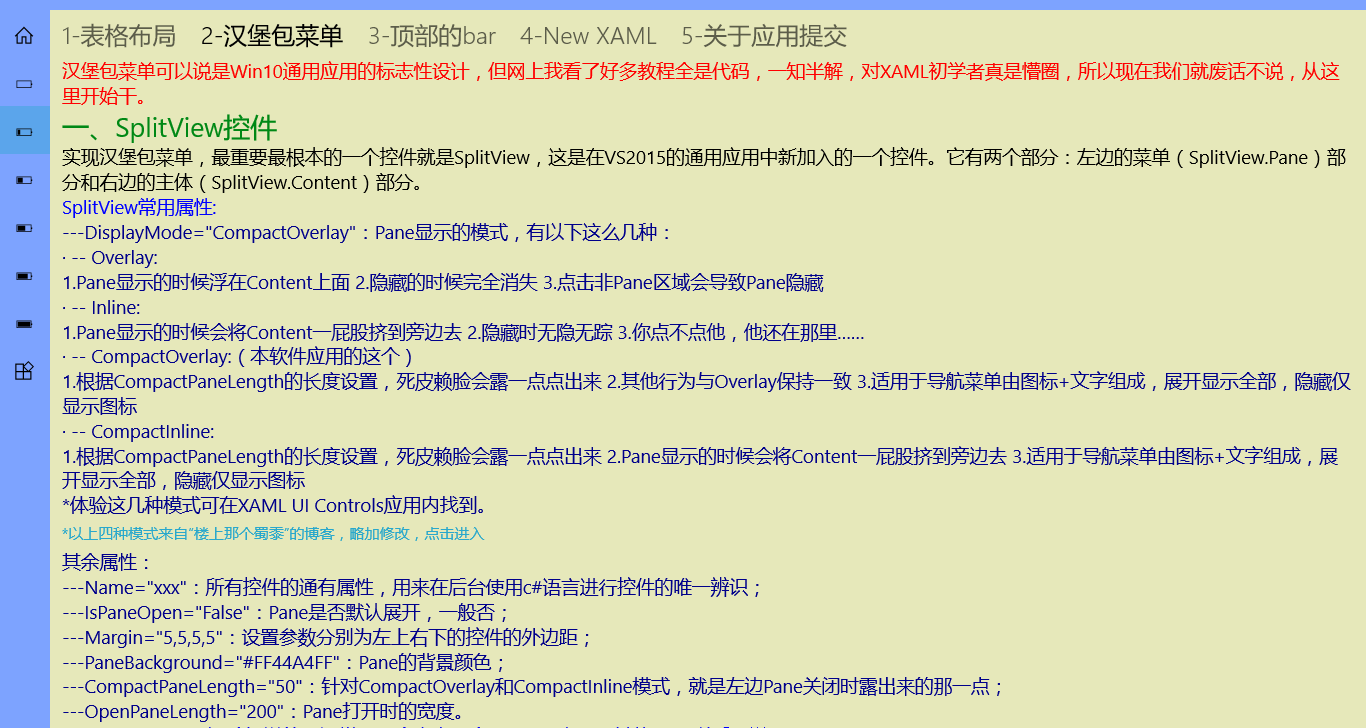 1-表格布局 2-汉堡包菜单 3-顶部的bar 4-New XAML 5-关于应用提交
汉堡包菜单可以说是Win10通用应用的标志性设计，但网上我看了好多教程全是代码，一知半解，对XAML初学者真是懵圈，所以现在我们就废话不说，从这
里开始干。
一、SplitView控件
实现汉堡包菜单，最重要最根本的一个控件就是SplitView，这是在VS2015的通用应用中新加入的一个控件。它有两个部分：左边的菜单（SplitView.Pane）部
分和右边的主体（SplitView.Content）部分。
SplitView常用属性:
---DisplayMode="CompactOverlay"：Pane显示的模式，有以下这么几种：
· -- Overlay:
1.Pane显示的时候浮在Content上面 2.隐藏的时候完全消失 3.点击非Pane区域会导致Pane隐藏
· -- Inline:
1.Pane显示的时候会将Content一屁股挤到旁边去 2.隐藏时无隐无踪 3.你点不点他，他还在那里......
· -- CompactOverlay:（本软件应用的这个）
1.根据CompactPaneLength的长度设置，死皮赖脸会露一点点出来 2.其他行为与Overlay保持一致 3.适用于导航菜单由图标+文字组成，展开显示全部，隐藏仅
显示图标
· -- CompactInline:
1.根据CompactPaneLength的长度设置，死皮赖脸会露一点点出来 2.Pane显示的时候会将Content一屁股挤到旁边去 3.适用于导航菜单由图标+文字组成，展
开显示全部，隐藏仅显示图标
*体验这几种模式可在XAML UI Controls应用内找到。
*以上四种模式来自“楼上那个蜀黍”的博客，略加修改，点击进入
其余属性：
---Name="xxx"：所有控件的通有属性，用来在后台使用c#语言进行控件的唯一辨识；
---IsPaneOpen="False"：Pane是否默认展开，一般否；
---Margin="5,5,5,5"：设置参数分别为左上右下的控件的外边距；
---PaneBackground="#FF44A4FF"：Pane的背景颜色；
---CompactPaneLength="50"：针对CompactOverlay和CompactInline模式，就是左边Pane关闭时露出来的那一点；
---OpenPaneLength="200"：Pane打开时的宽度。